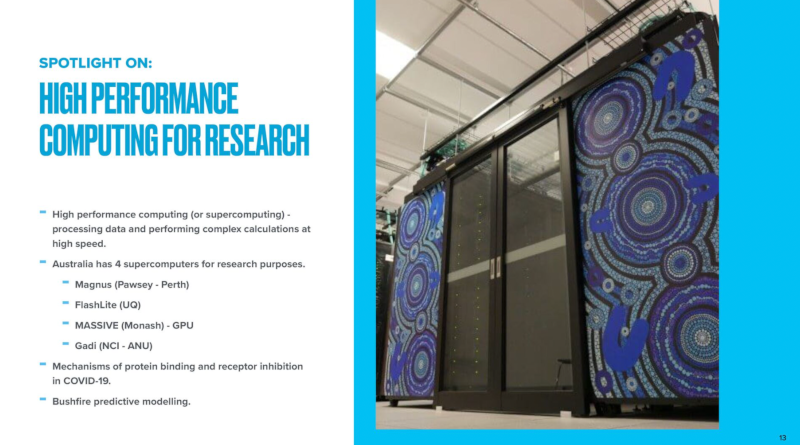 SPOTLIGHT ON:
HIGH PERFORMANCE
COMPUTING FOR RESEARCH
- High performance computing (or supercomputing) -
processing data and performing complex calculations at
high speed.
- Australia has 4 supercomputers for research purposes.
- Magnus (Pawsey - Perth)
- FlashLite (UQ)
- MASSIVE (Monash) - GPU
- Gadi (NCI - ANU)
- Mechanisms of protein binding and receptor inhibition
in COVID-19.
- Bushfire predictive modelling.
13